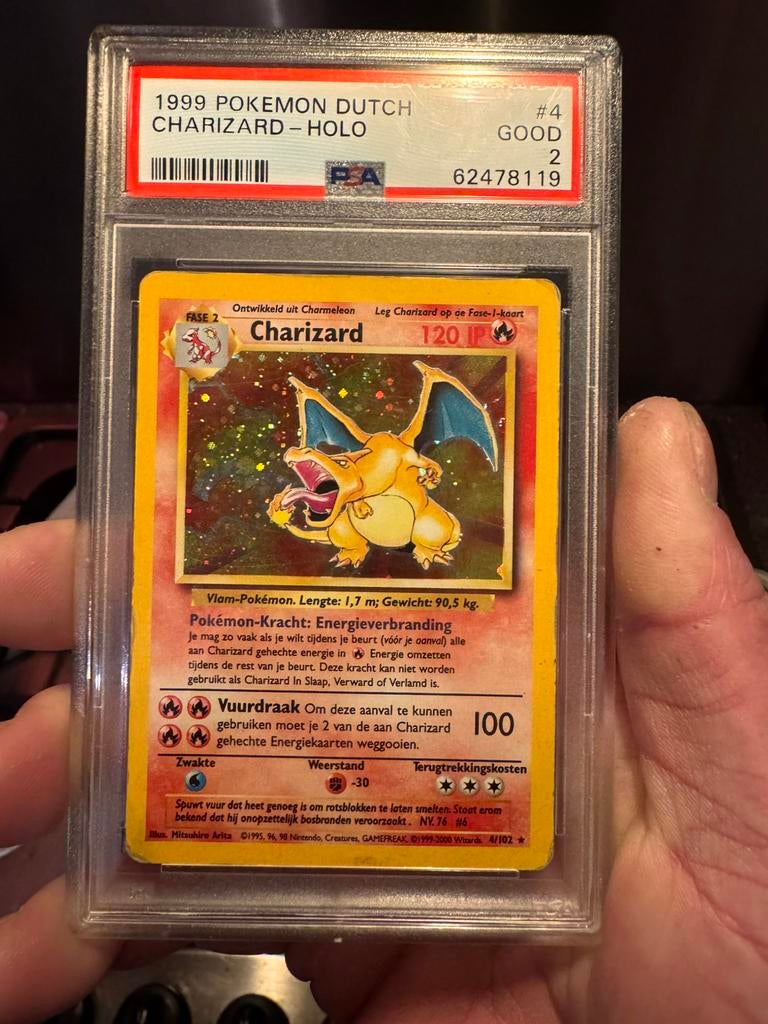 1999 POKEMON DUTCH #4
CHARIZARD - HOLO GOOD
2
PSA 62478119
Ontwikkeld uit Charmeleon Leg Charizard op de Fase-1-kaart
FASE 2
Charizard 120 IP
Vlam-Pokémon. Lengte: 1,7 m; Gewicht: 90,5 kg.
Pokémon-Kracht: Energieverbranding
Je mag zo vaak als je wilt tijdens je beurt (vóór je aanval) alle
aan Charizard gehechte energie in Energie omzetten
tijdens de rest van je beurt. Deze kracht kan niet worden
gebruikt als Charizard In Slaap, Verward of Verlamd is.
Vuurdraak Om deze aanval te kunnen
gebruiken moet je 2 van de aan Charizard 100
gehechte Energiekaarten weggooien.
Zwakte Weerstand Terugtrekkingskosten
-30
Spuwt vuur dat heet genoeg is om rotsblokken te laten smelten. Staat erom
bekend dat hij onopzettelijk bosbranden veroorzaakt. NV. 76 #6
Illus. Mitsuhiro Arita ©1995, 96, 98 Nintendo, Creatures, GAMEFREAK. ©1999-2000 Wizards. 4/102 ★